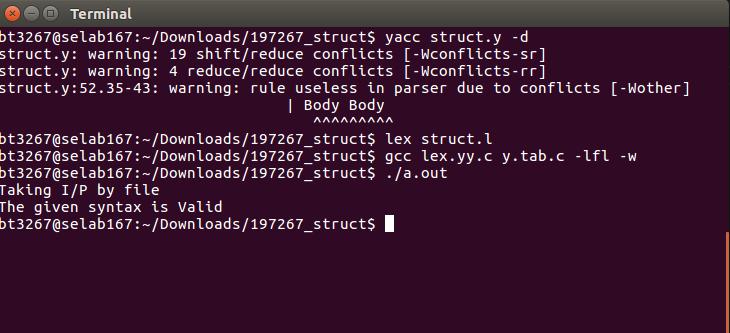 Terminal
bt3267@selab167:~/Downloads/197267_struct$ yacc struct.y -d
struct.y: warning: 19 shift/reduce conflicts [-Wconflicts-sr]
struct.y: warning: 4 reduce/reduce conflicts [-Wconflicts-rr]
struct.y:52.35-43: warning: rule useless in parser due to conflicts [-Wother]
| Body Body
^^^^^^^^^
bt3267@selab167:~/Downloads/197267_struct$ lex struct.l
bt3267@selab167:~/Downloads/197267_struct$ gcc lex.yy.c y.tab.c -lfl -w
bt3267@selab167:~/Downloads/197267_struct$ ./a.out
Taking I/P by file
The given syntax is Valid
bt3267@selab167:~/Downloads/197267_struct$